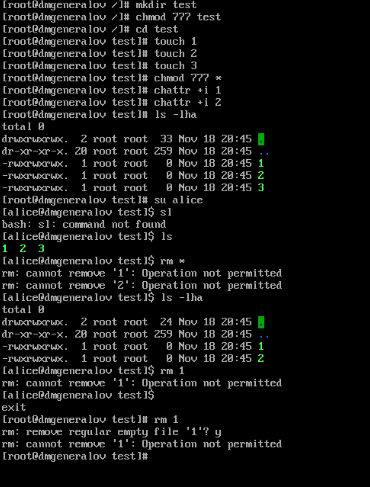 [root@dmgeneralov /]# mkdir test
[root@dmgeneralov /]# chmod 777 test
[root@dmgeneralov /]# cd test
[root@dmgeneralov test]# touch 1
[root@dmgeneralov test]# touch 2
[root@dmgeneralov test]# touch 3
[root@dmgeneralov test]# chmod 777 *
[root@dmgeneralov test]# chattr +i 1
[root@dmgeneralov test]# chattr +i 2
[root@dmgeneralov test]# ls -lha
total 0
drwxrwxrwx.  2 root root  33 Nov 18 20:45 .
dr-xr-xr-x. 20 root root 259 Nov 18 20:45 ..
-rwxrwxrwx.  1 root root   0 Nov 18 20:45 1
-rwxrwxrwx.  1 root root   0 Nov 18 20:45 2
-rwxrwxrwx.  1 root root   0 Nov 18 20:45 3
[root@dmgeneralov test]# su alice
[alice@dmgeneralov test]$ sl
bash: sl: command not found
[alice@dmgeneralov test]$ ls
1  2  3
[alice@dmgeneralov test]$ rm *
rm: cannot remove '1': Operation not permitted
rm: cannot remove '2': Operation not permitted
[alice@dmgeneralov test]$ ls -lha
total 0
drwxrwxrwx.  2 root root  24 Nov 18 20:45 .
dr-xr-xr-x. 20 root root 259 Nov 18 20:45 ..
-rwxrwxrwx.  1 root root   0 Nov 18 20:45 1
-rwxrwxrwx.  1 root root   0 Nov 18 20:45 2
[alice@dmgeneralov test]$ rm 1
rm: cannot remove '1': Operation not permitted
[alice@dmgeneralov test]$
exit
[root@dmgeneralov test]# rm 1
rm: remove regular empty file '1'? y
rm: cannot remove '1': Operation not permitted
[root@dmgeneralov test]#